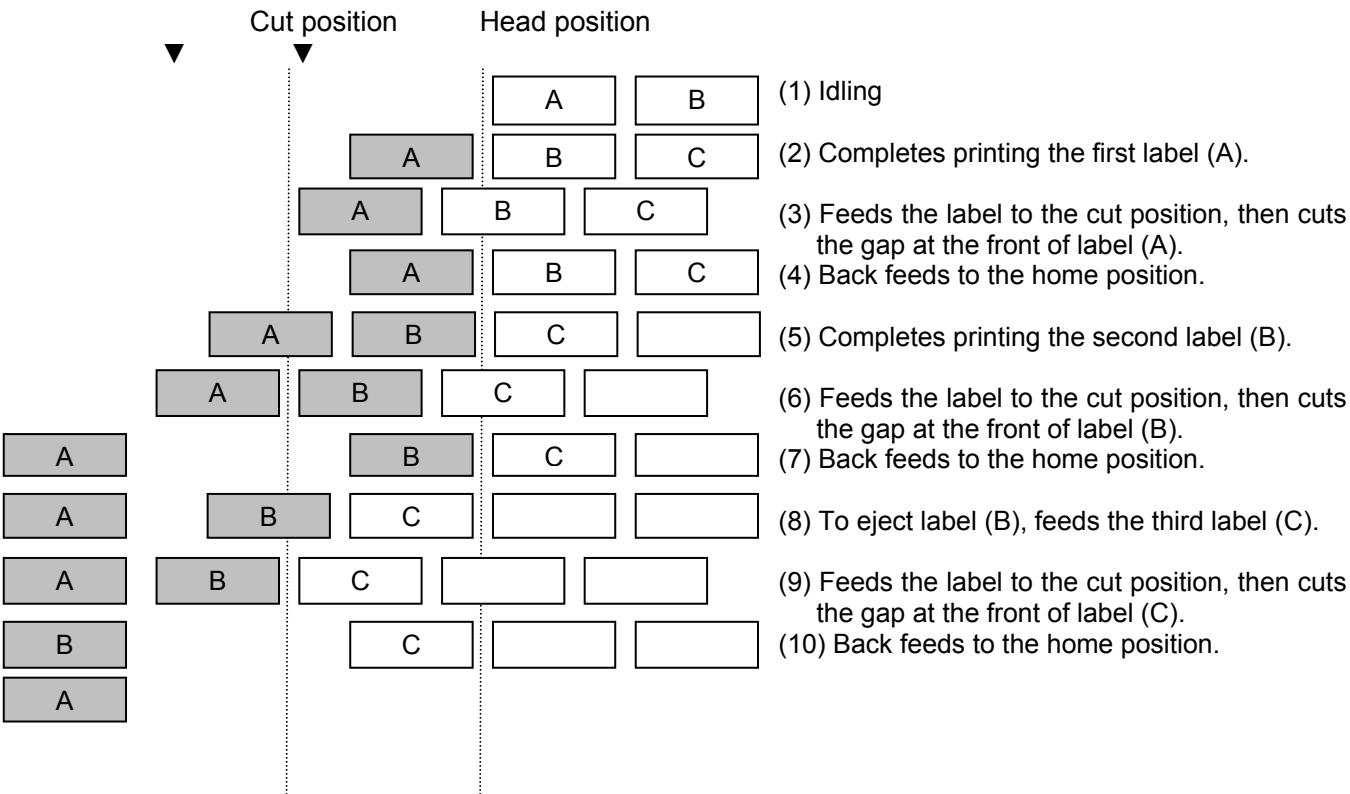 Cut position Head position
▼ ▼
A B (1) Idling
A B C (2) Completes printing the first label (A).
A B C (3) Feeds the label to the cut position, then cuts
the gap at the front of label (A).
A B C (4) Back feeds to the home position.
A B C (5) Completes printing the second label (B).
A B C (6) Feeds the label to the cut position, then cuts
the gap at the front of label (B).
A B C (7) Back feeds to the home position.
A B C (8) To eject label (B), feeds the third label (C).
A B C (9) Feeds the label to the cut position, then cuts
the gap at the front of label (C).
B C (10) Back feeds to the home position.
A